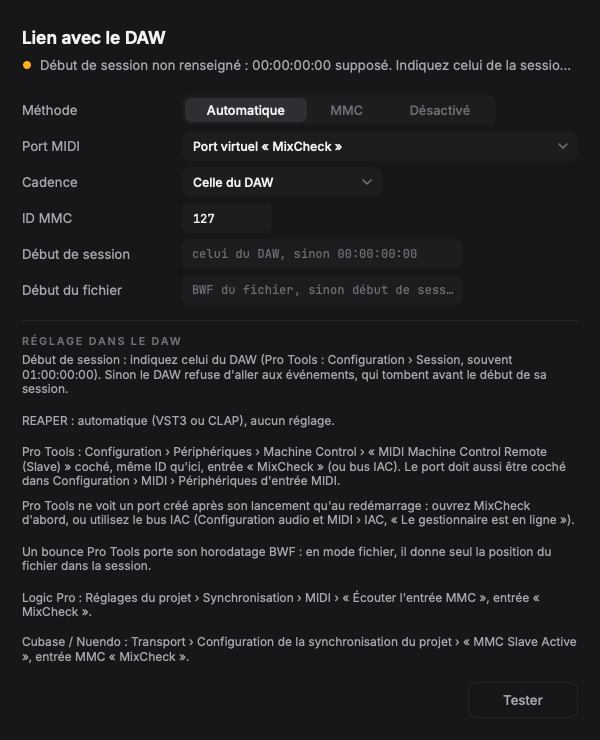 Lien avec le DAW
Début de session non renseigné : 00:00:00:00 supposé. Indiquez celui de la sessio...
Méthode
Automatique MMC Désactivé
Port MIDI
Port virtuel « MixCheck »
Cadence
Celle du DAW
ID MMC
127
Début de session
celui du DAW, sinon 00:00:00:00
Début du fichier
BWF du fichier, sinon début de sess…
RÉGLAGE DANS LE DAW
Début de session : indiquez celui du DAW (Pro Tools : Configuration › Session, souvent
01:00:00:00). Sinon le DAW refuse d'aller aux événements, qui tombent avant le début de sa
session.
REAPER : automatique (VST3 ou CLAP), aucun réglage.
Pro Tools : Configuration › Périphériques › Machine Control › « MIDI Machine Control Remote
(Slave) » coché, même ID qu'ici, entrée « MixCheck » (ou bus IAC). Le port doit aussi être coché
dans Configuration › MIDI › Périphériques d'entrée MIDI.
Pro Tools ne voit un port créé après son lancement qu'au redémarrage : ouvrez MixCheck
d'abord, ou utilisez le bus IAC (Configuration audio et MIDI › IAC, « Le gestionnaire est en ligne »).
Un bounce Pro Tools porte son horodatage BWF : en mode fichier, il donne seul la position du
fichier dans la session.
Logic Pro : Réglages du projet › Synchronisation › MIDI › « Écouter l'entrée MMC », entrée «
MixCheck ».
Cubase / Nuendo : Transport › Configuration de la synchronisation du projet › « MMC Slave Active
», entrée MMC « MixCheck ».
Tester